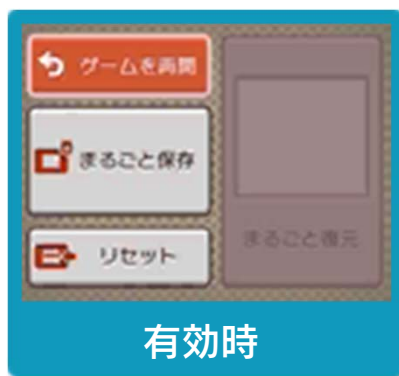 ゲームを再開
まるごと保存
リセット
まるごと復元
有効時